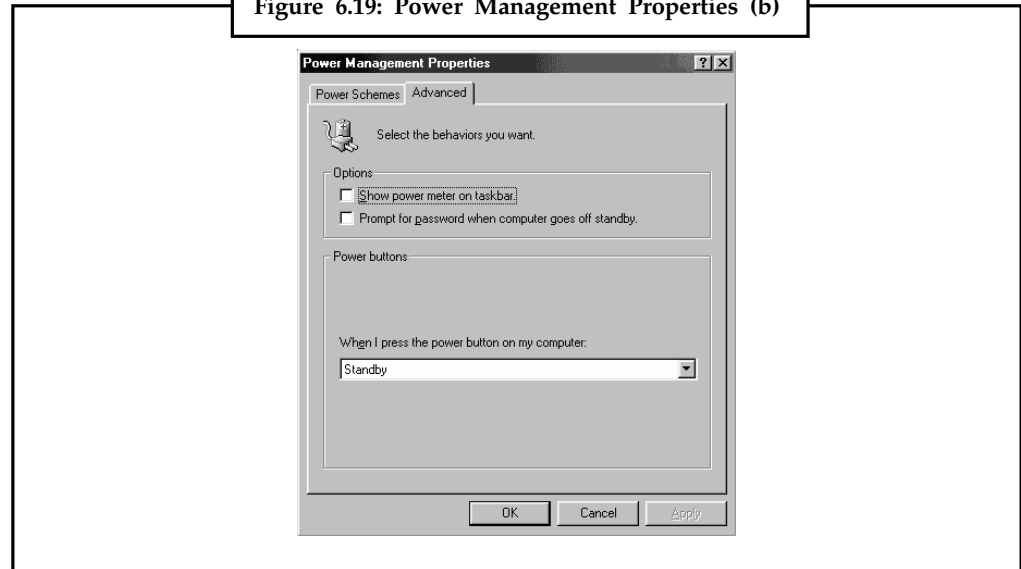 Figure 6.19: Power Management Properties (b)
Power Management Properties
Power Schemes Advanced
Select the behaviors you want.
Options
Show power meter on taskbar.
Prompt for password when computer goes off standby.
Power buttons
When I press the power button on my computer:
Standby
OK Cancel Apply